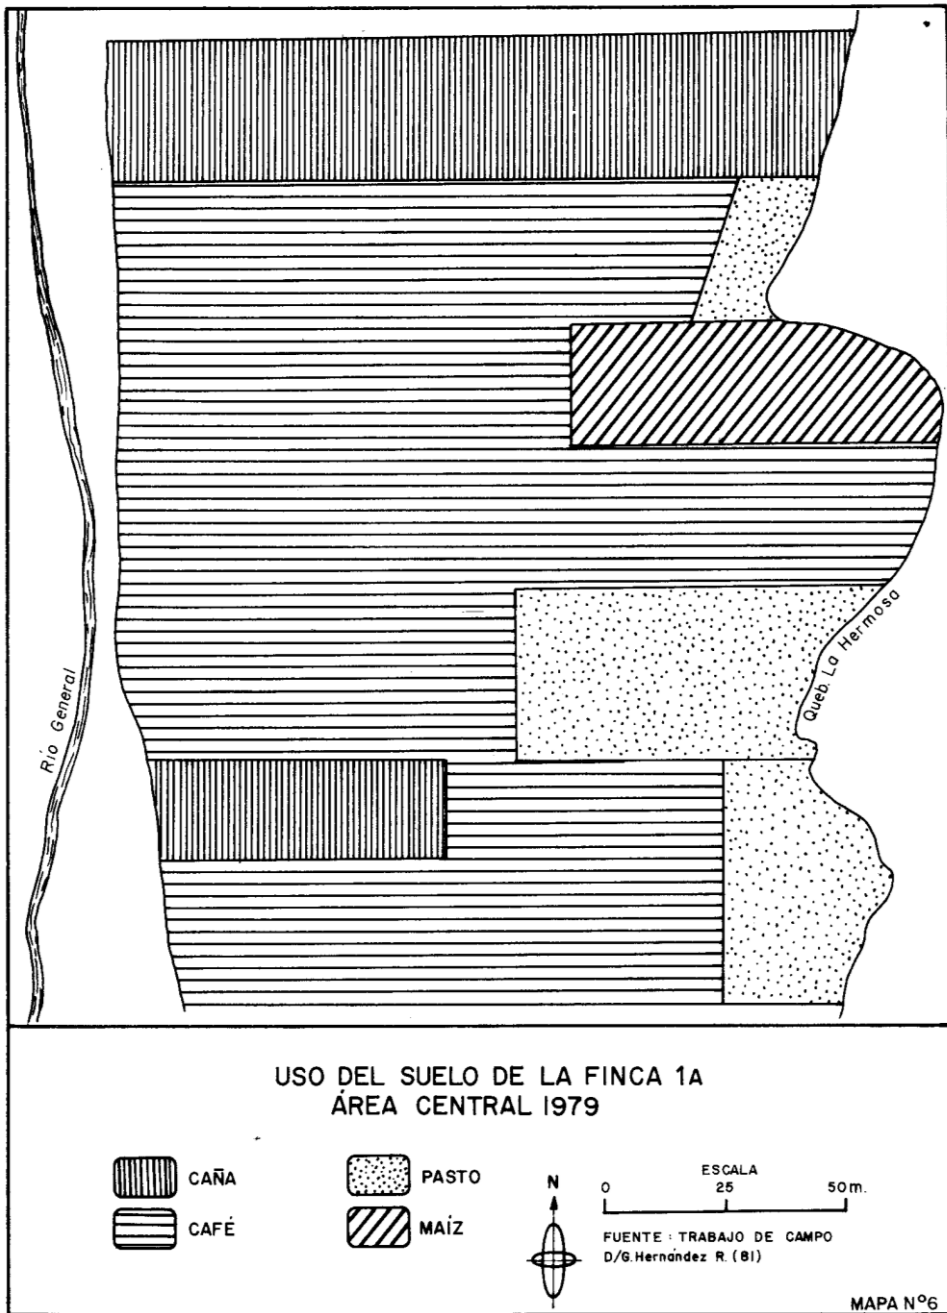 Río General
Queb. La Hermosa
USO DEL SUELO DE LA FINCA 1A
ÁREA CENTRAL 1979
CAÑA
CAFÉ
PASTO
MAÍZ
N
ESCALA
0 25 50 m.
FUENTE : TRABAJO DE CAMPO
D/G. Hernández R. (81)
MAPA Nº6